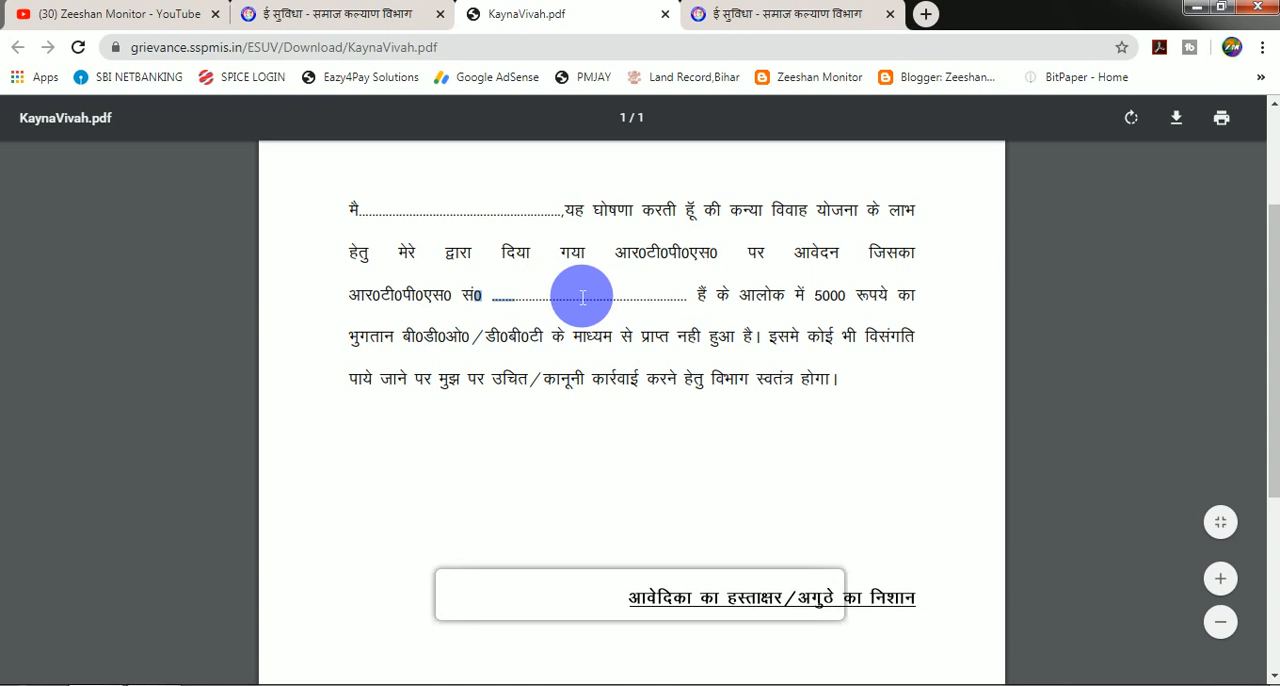 (30) Zeeshan Monitor - YouTube ई सुविधा - समाज कल्याण विभाग KaynaVivah.pdf ई सुविधा - समाज कल्याण विभाग
grievance.sspmis.in/ESUV/Download/KaynaVivah.pdf
Apps SBI NETBANKING SPICE LOGIN Eazy4Pay Solutions Google AdSense PMJAY Land Record,Bihar Zeeshan Monitor Blogger: Zeeshan... BitPaper - Home »
KaynaVivah.pdf 1 / 1
मै............................................................,यह घोषणा करती हूँ की कन्या विवाह योजना के लाभ
हेतु मेरे द्वारा दिया गया आर0टी0पी0एस0 पर आवेदन जिसका
आर0टी0पी0एस0 सं0 .......................................................... हैं के आलोक में 5000 रूपये का
भुगतान बी0डी0ओ0/डी0बी0टी के माध्यम से प्राप्त नही हुआ है। इसमे कोई भी विसंगति
पाये जाने पर मुझ पर उचित/कानूनी कार्रवाई करने हेतु विभाग स्वतंत्र होगा।
आवेदिका का हस्ताक्षर/अगुठे का निशान